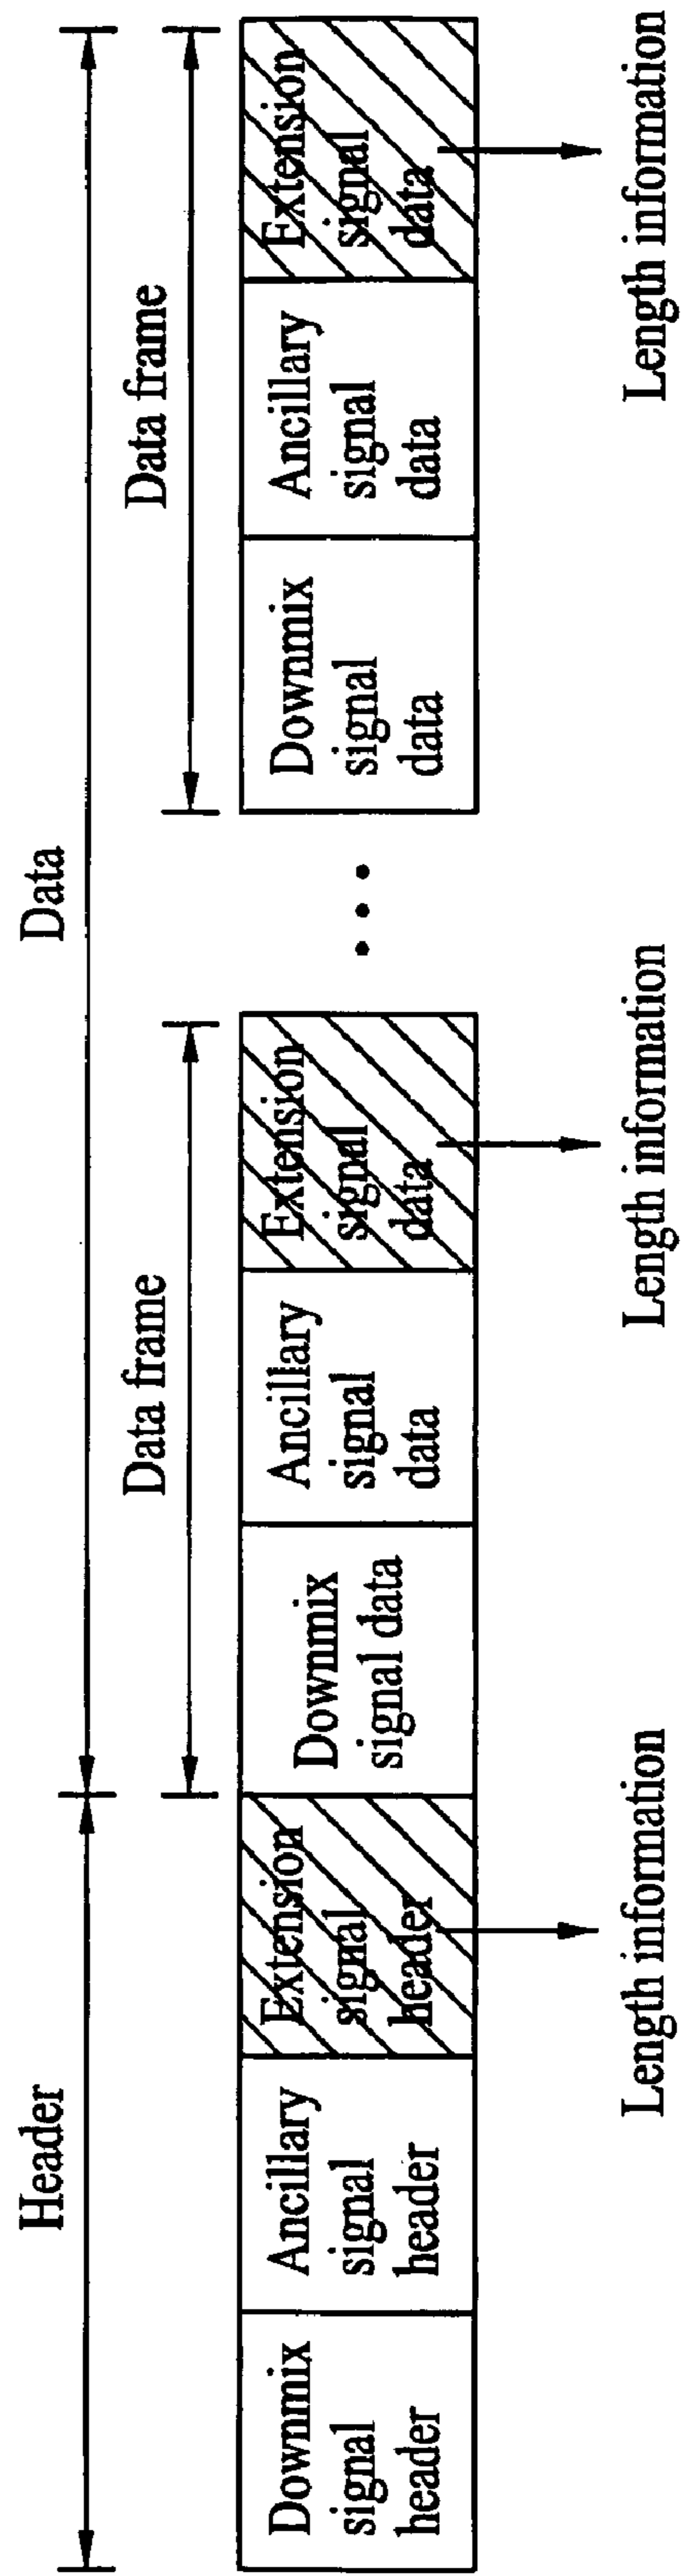 Header
Data
Data frame
Data frame
Downmix
signal
header
Ancillary
signal
header
Extension
signal
header
Downmix
signal data
Ancillary
signal
data
Extension
signal
data
...
Downmix
signal
data
Ancillary
signal
data
Extension
signal
data
Length information
Length information
Length information